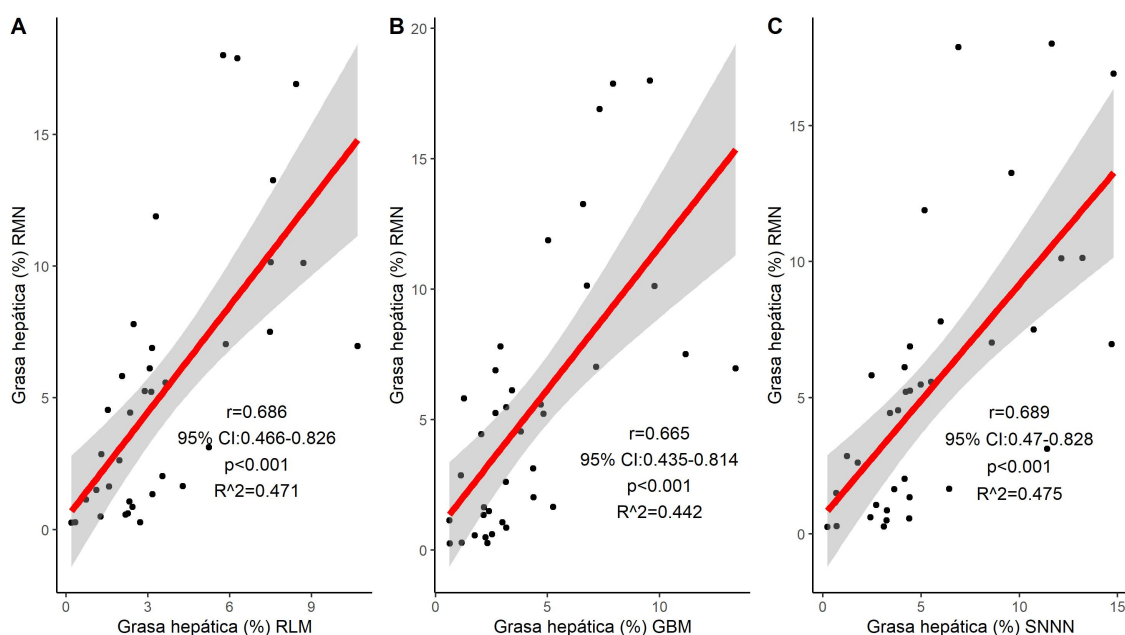 A
Grasa hepática (%) RMN
15
10
5
0
r=0.686
95% CI:0.466-0.826
p<0.001
R^2=0.471
0 3 6 9
Grasa hepática (%) RLM
B
Grasa hepática (%) RMN
20
15
10
5
0
r=0.665
95% CI:0.435-0.814
p<0.001
R^2=0.442
0 5 10
Grasa hepática (%) GBM
C
Grasa hepática (%) RMN
15
10
5
0
r=0.689
95% CI:0.47-0.828
p<0.001
R^2=0.475
0 5 10 15
Grasa hepática (%) SNNN